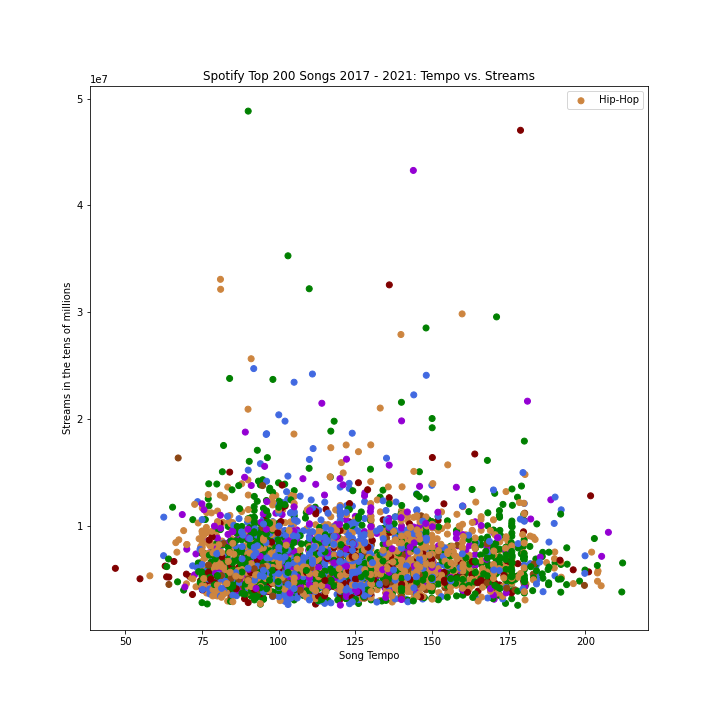 Spotify Top 200 Songs 2017 - 2021: Tempo vs. Streams
1e7
Hip-Hop
5
4
3
2
1
Streams in the tens of millions
50 75 100 125 150 175 200
Song Tempo